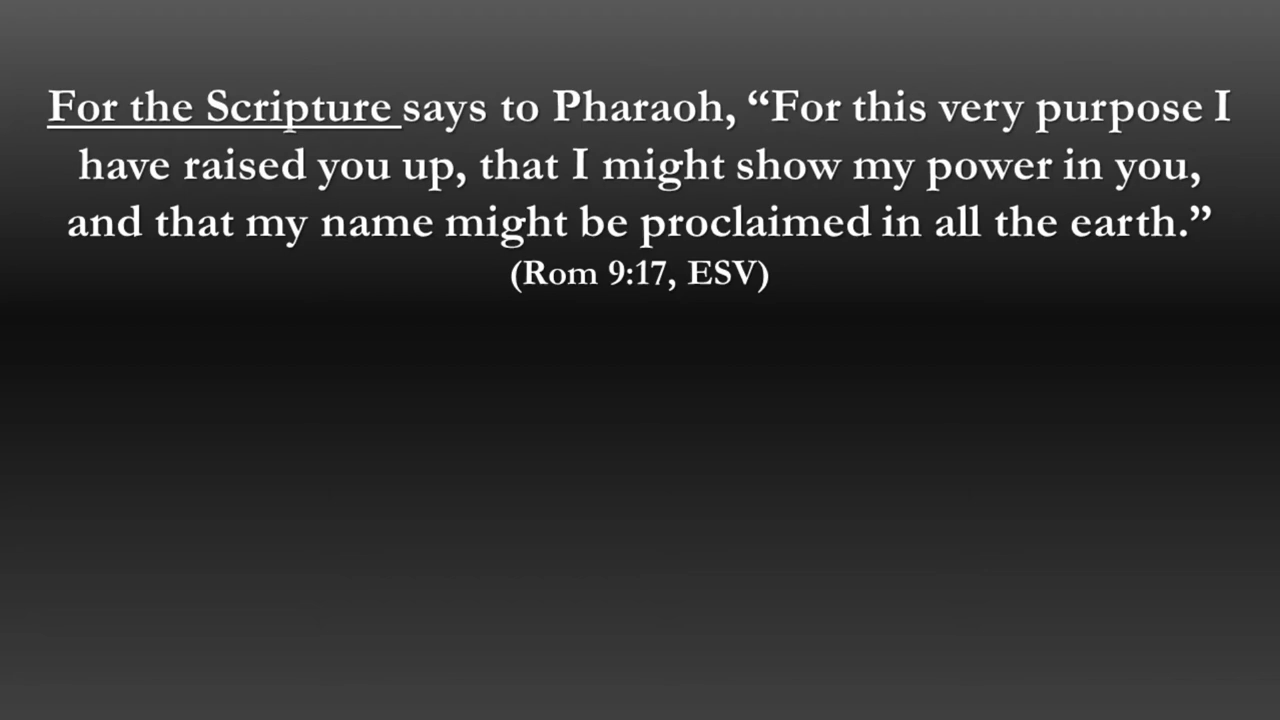 For the Scripture says to Pharaoh, “For this very purpose I
have raised you up, that I might show my power in you,
and that my name might be proclaimed in all the earth.”
(Rom 9:17, ESV)